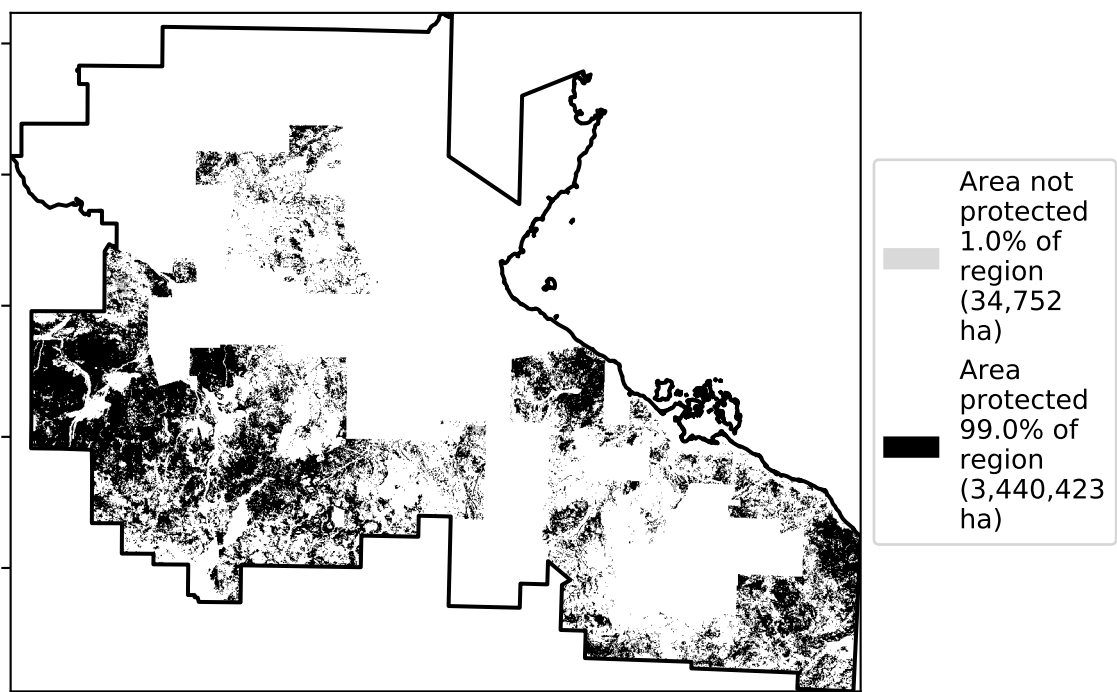 Area not
protected
1.0% of
region
(34,752
ha)
Area
protected
99.0% of
region
(3,440,423
ha)